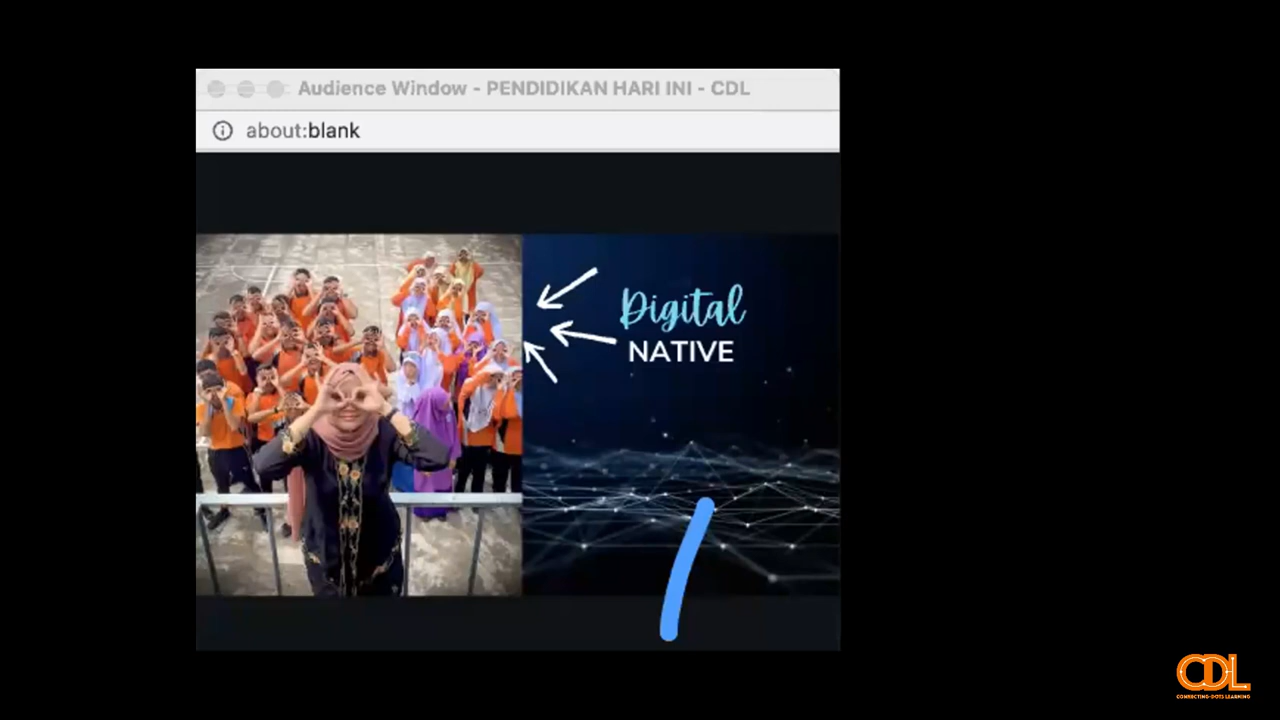 Audience Window - PENDIDIKAN HARI INI - CDL
about:blank
Digital
NATIVE
CDL
CONNECTING-DOTS LEARNING